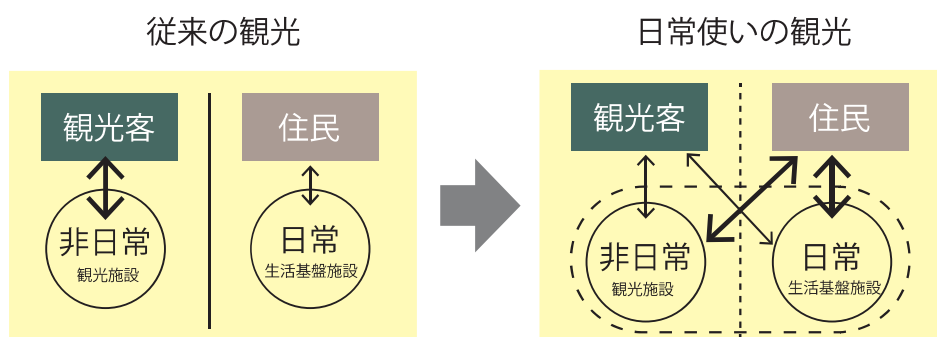 従来の観光
観光客
住民
非日常
観光施設
日常
生活基盤施設
日常使いの観光
観光客
住民
非日常
観光施設
日常
生活基盤施設